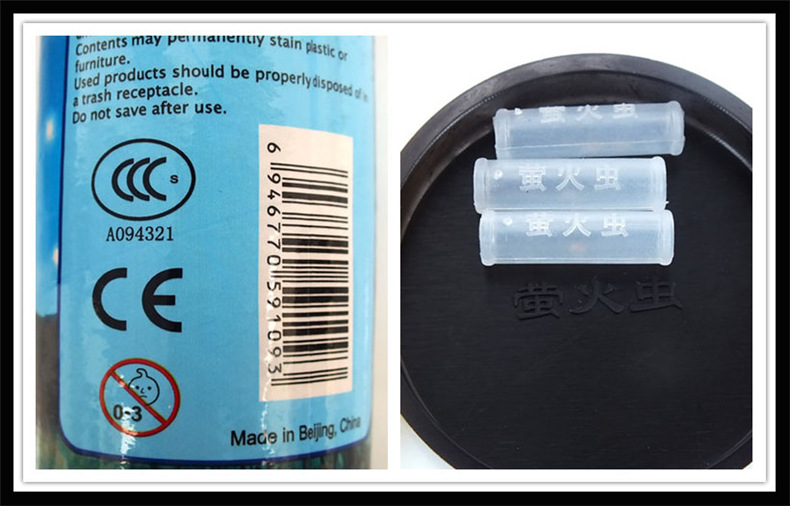 Contents may permanently stain plastic or
furniture.
Used products should be properly disposed of in
a trash receptacle.
Do not save after use.
CCC S
A094321
CE
0-3
6 946770 591093
Made in Beijing, China
萤火虫
萤火虫
萤火虫
萤火虫